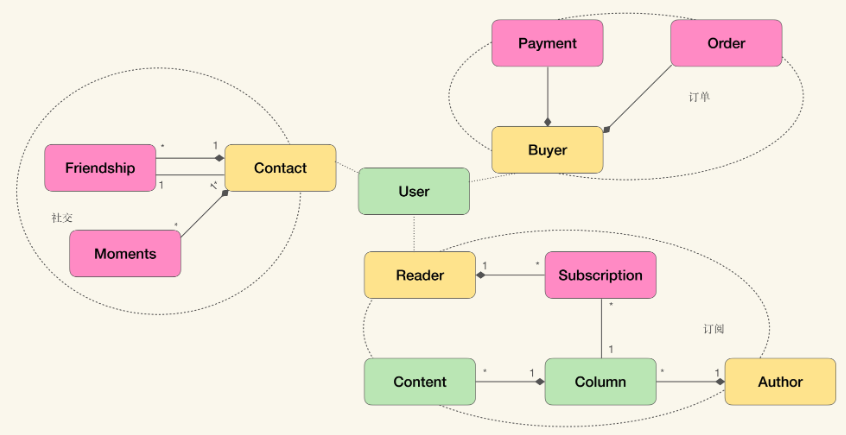 Payment
Order
订单
Buyer
*
1
Friendship
Contact
1
User
社交
*
Moments
Reader
1
*
Subscription
*
订阅
1
Content
*
1
Column
*
1
Author